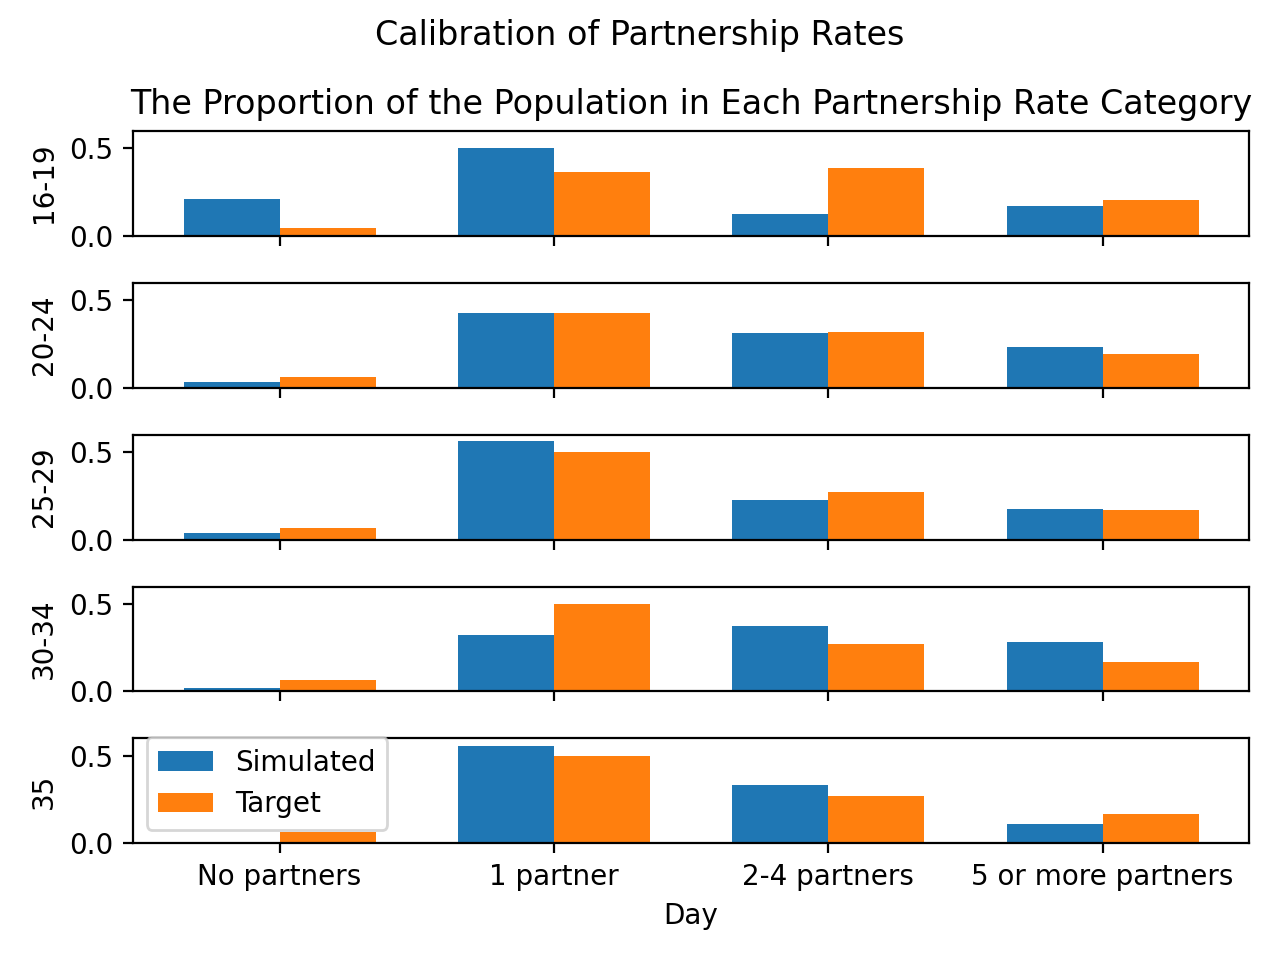 Calibration of Partnership Rates
The Proportion of the Population in Each Partnership Rate Category
0.5
0.0
16-19
0.5
0.0
20-24
0.5
0.0
25-29
0.5
0.0
30-34
0.5
0.0
35
Simulated
Target
No partners
1 partner
2-4 partners
5 or more partners
Day